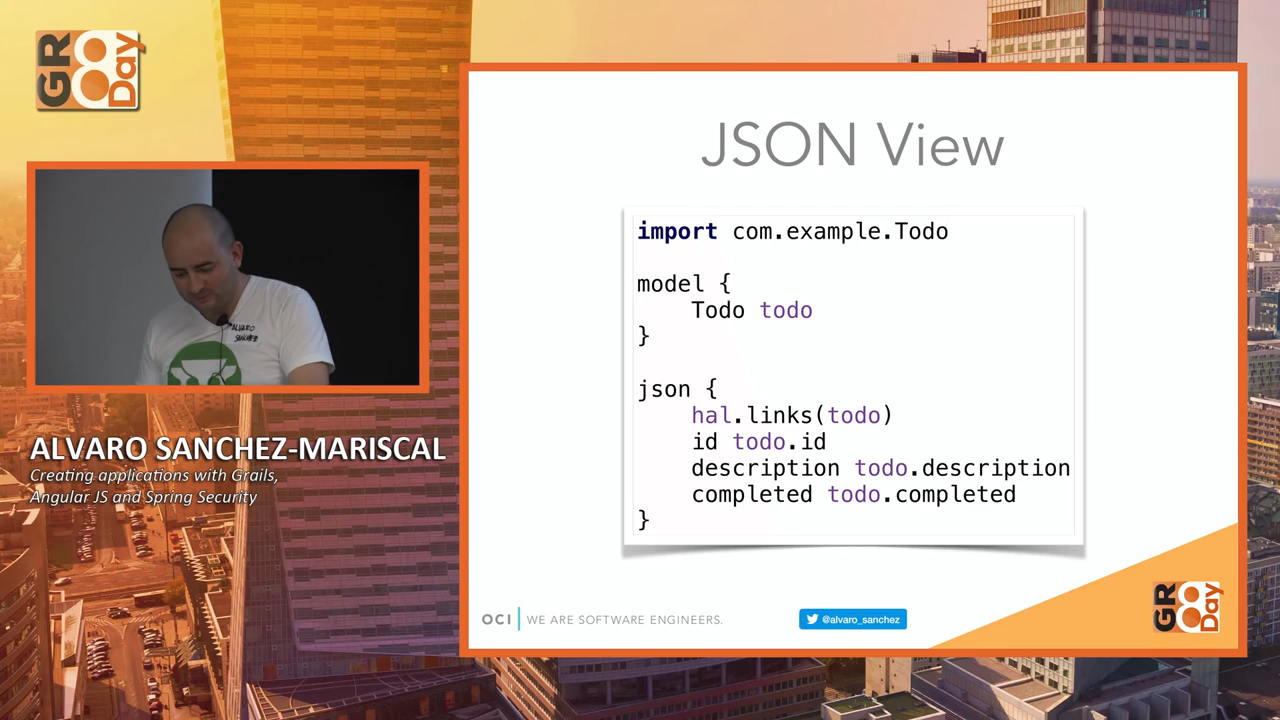 GR8Day
ALVARO
SANCHEZ
ALVARO SANCHEZ-MARISCAL
Creating applications with Grails,
Angular JS and Spring Security
JSON View
import com.example.Todo
model {
    Todo todo
}
json {
    hal.links(todo)
    id todo.id
    description todo.description
    completed todo.completed
}
OCI | WE ARE SOFTWARE ENGINEERS.
@alvaro_sanchez
GR8Day